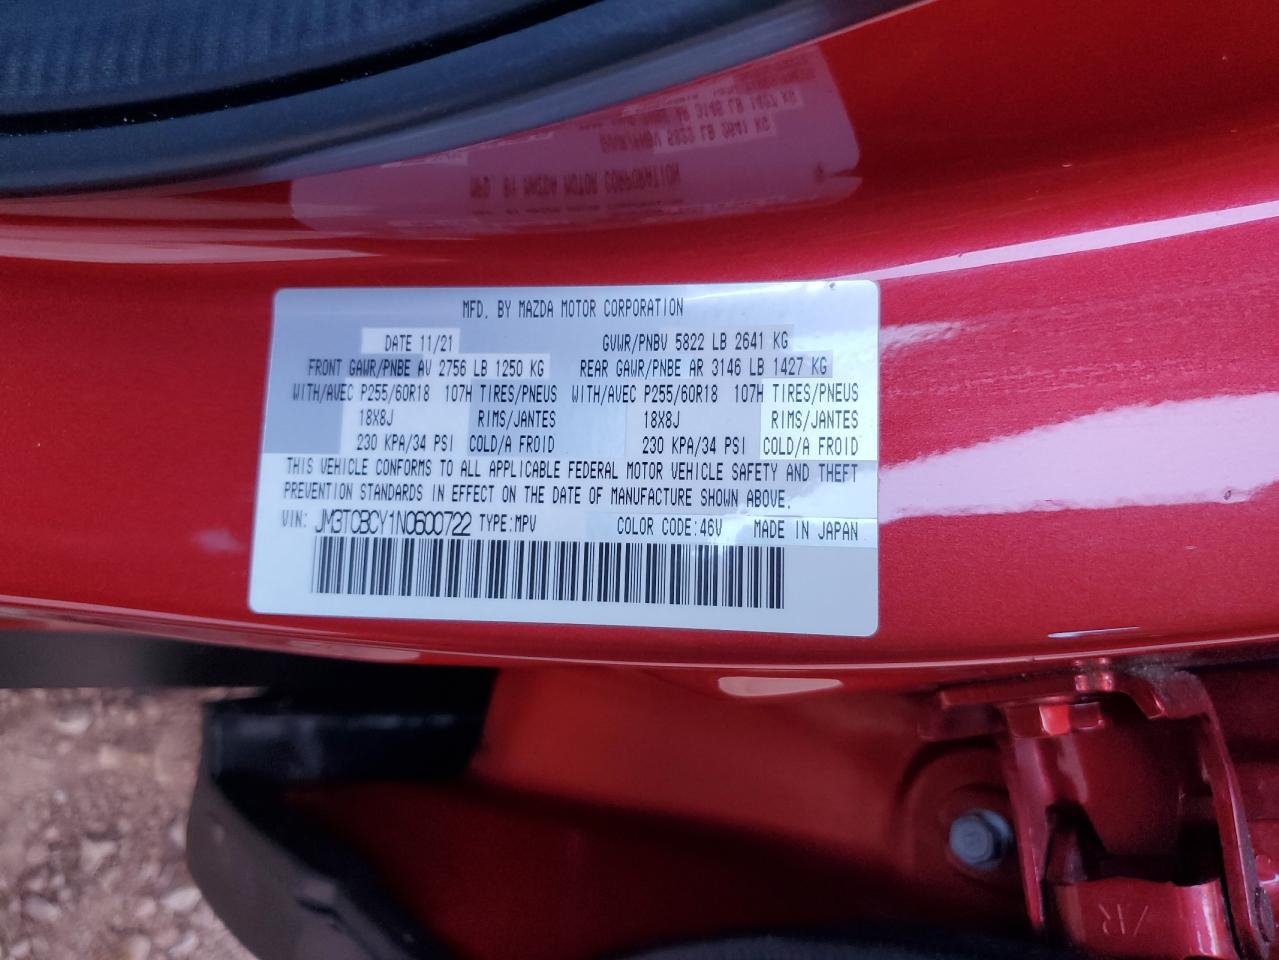 MFD. BY MAZDA MOTOR CORPORATION
DATE 11/21 GVWR/PNBV 5822 LB 2641 KG
FRONT GAWR/PNBE AV 2756 LB 1250 KG REAR GAWR/PNBE AR 3146 LB 1427 KG
WITH/AVEC P255/60R18 107H TIRES/PNEUS WITH/AVEC P255/60R18 107H TIRES/PNEUS
18X8J RIMS/JANTES 18X8J RIMS/JANTES
230 KPA/34 PSI COLD/A FROID 230 KPA/34 PSI COLD/A FROID
THIS VEHICLE CONFORMS TO ALL APPLICABLE FEDERAL MOTOR VEHICLE SAFETY AND THEFT
PREVENTION STANDARDS IN EFFECT ON THE DATE OF MANUFACTURE SHOWN ABOVE.
VIN: JM3TCBCY1N0600722 TYPE:MPV COLOR CODE:46V MADE IN JAPAN